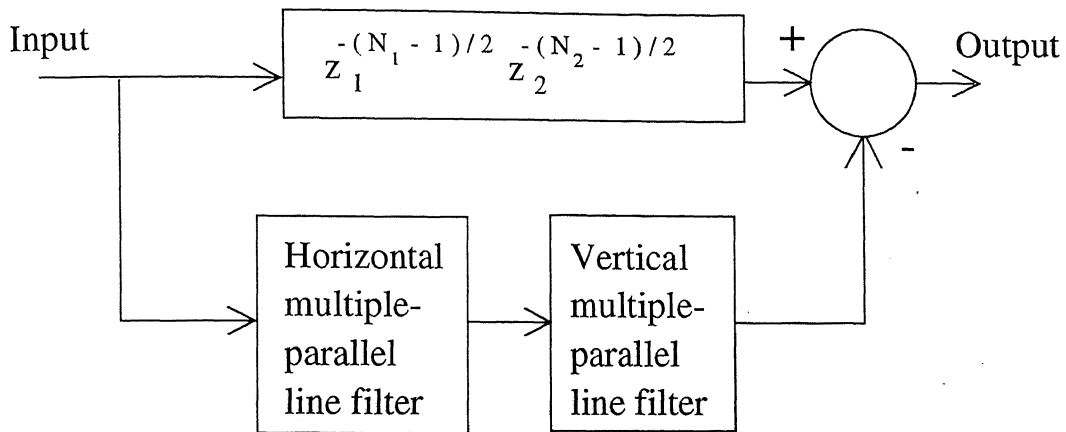 Input
z₁^-(N₁ - 1)/2 z₂^-(N₂ - 1)/2
+
Output
-
Horizontal
multiple-
parallel
line filter
Vertical
multiple-
parallel
line filter